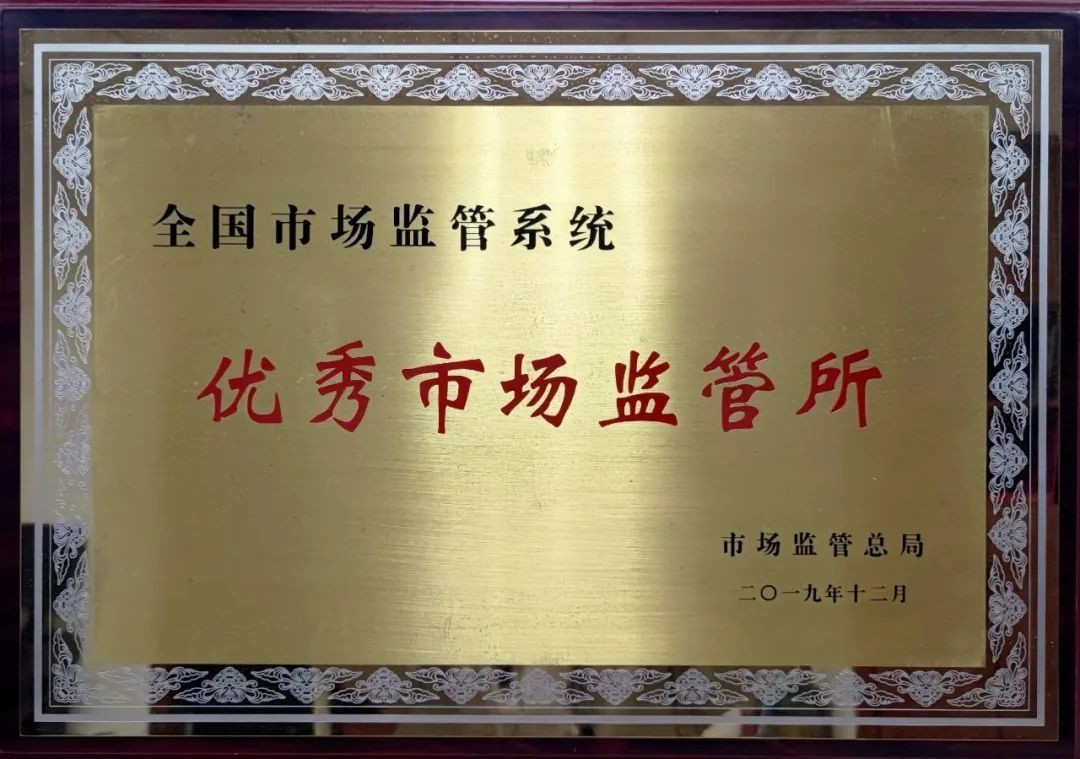 全国市场监管系统
优秀市场监管所
市场监管总局
二〇一九年十二月